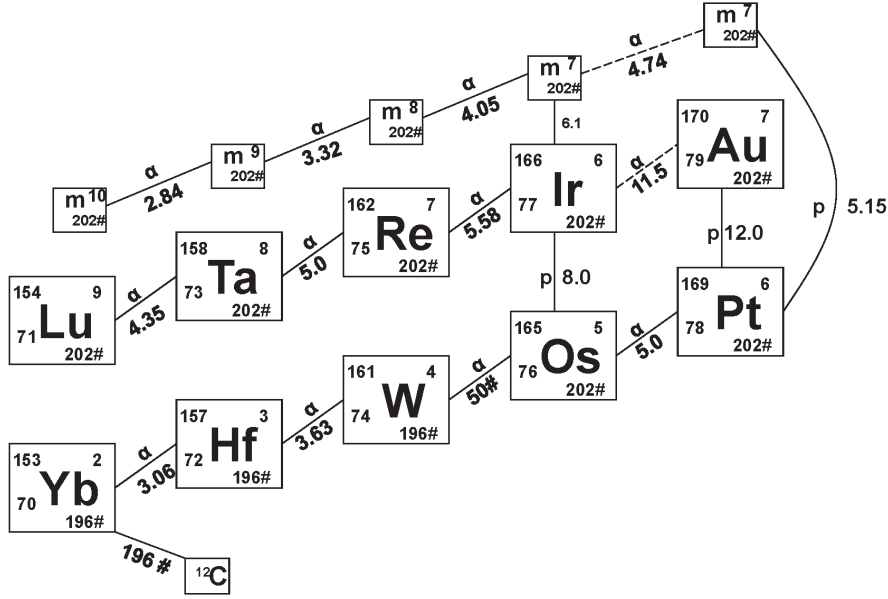 m 7
202#
α
4.74
m 7
202#
α
4.05
m 8
202#
α
3.32
m 9
202#
α
2.84
m 10
202#
6.1
170 7
79 Au
202#
α
11.5
166 6
77 Ir
202#
α
5.58
162 7
75 Re
202#
α
5.0
158 8
73 Ta
202#
α
4.35
154 9
71 Lu
202#
p 5.15
p 12.0
p 8.0
169 6
78 Pt
202#
α
5.0
165 5
76 Os
202#
α
50#
161 4
74 W
196#
α
3.63
157 3
72 Hf
196#
α
3.06
153 2
70 Yb
196#
196 #
12C